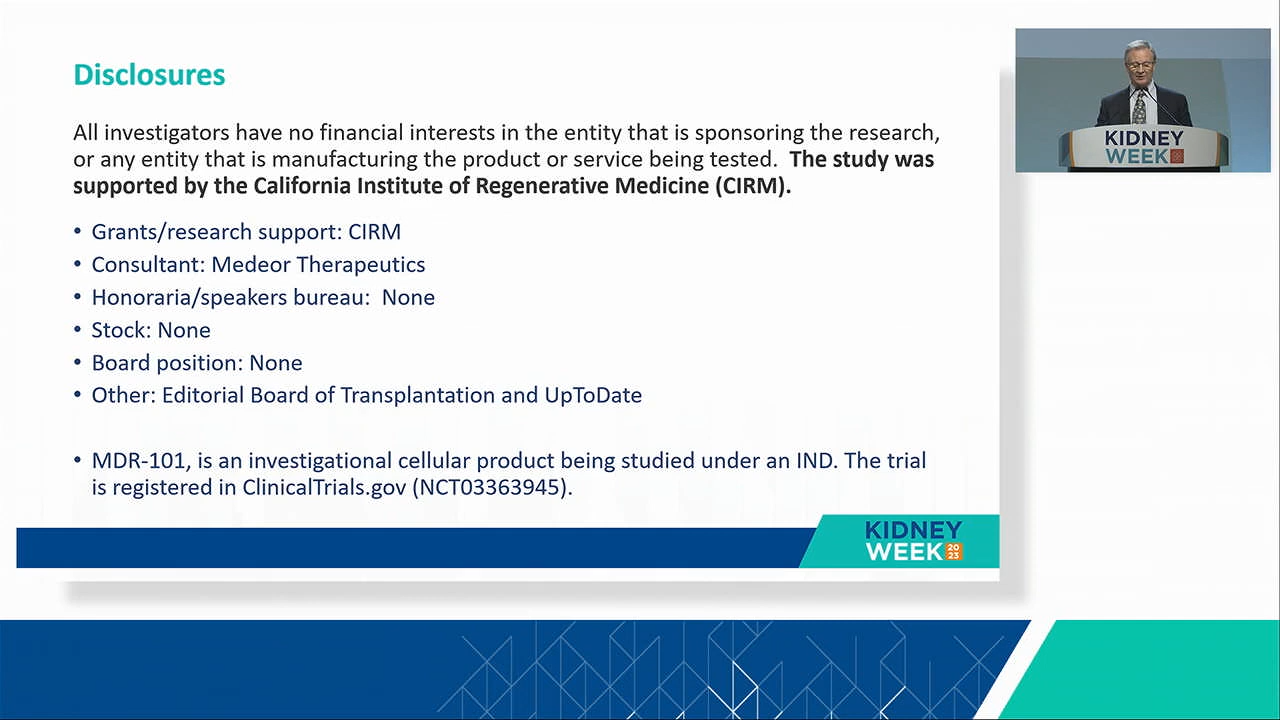 Disclosures
All investigators have no financial interests in the entity that is sponsoring the research,
or any entity that is manufacturing the product or service being tested. The study was
supported by the California Institute of Regenerative Medicine (CIRM).
• Grants/research support: CIRM
• Consultant: Medeor Therapeutics
• Honoraria/speakers bureau: None
• Stock: None
• Board position: None
• Other: Editorial Board of Transplantation and UpToDate
• MDR-101, is an investigational cellular product being studied under an IND. The trial
is registered in ClinicalTrials.gov (NCT03363945).
KIDNEY
WEEK 20
23
KIDNEY
WEEK